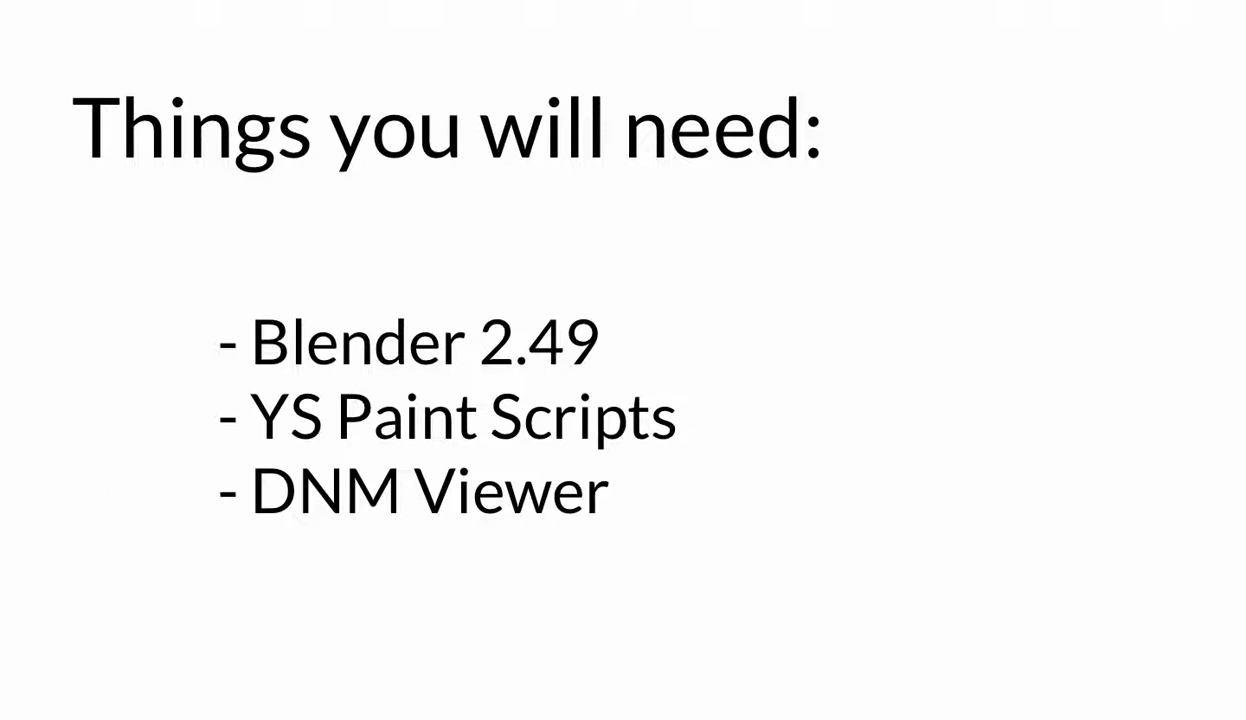 Things you will need:
- Blender 2.49
- YS Paint Scripts
- DNM Viewer